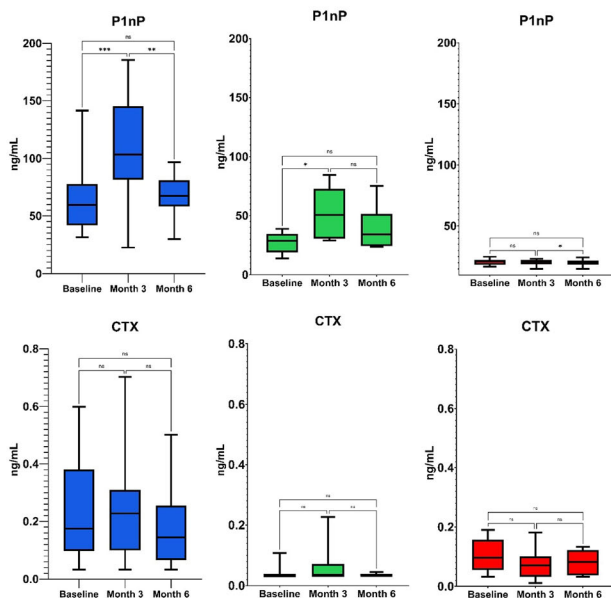 P1nP
ng/mL
200
150
100
50
0
ns
***
**
Baseline
Month 3
Month 6
P1nP
ng/mL
200
150
100
50
0
ns
*
ns
Baseline
Month 3
Month 6
P1nP
ng/mL
200
150
100
50
ns
ns
*
Baseline
Month 3
Month 6
CTX
ng/mL
0.8
0.6
0.4
0.2
0.0
ns
ns
ns
Baseline
Month 3
Month 6
CTX
ng/mL
0.8
0.6
0.4
0.2
0.0
ns
ns
ns
Baseline
Month 3
Month 6
CTX
ng/mL
0.8
0.6
0.4
0.2
0.0
ns
ns
ns
Baseline
Month 3
Month 6